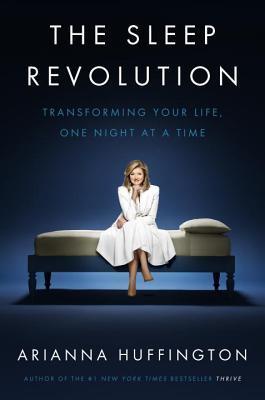 THE SLEEP
REVOLUTION
TRANSFORMING YOUR LIFE,
ONE NIGHT AT A TIME
ARIANNA HUFFINGTON
AUTHOR OF THE #1 NEW YORK TIMES BESTSELLER THRIVE